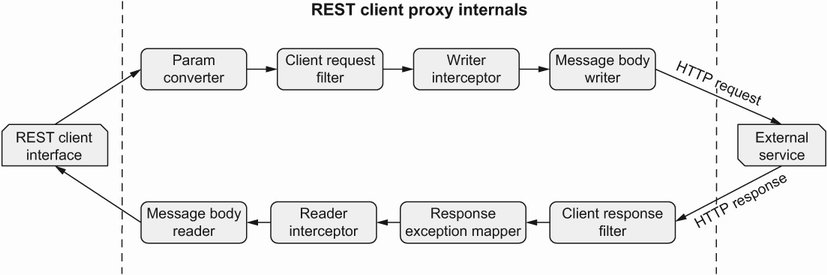 REST client proxy internals
Param
converter
Client request
filter
Writer
interceptor
Message body
writer
HTTP request
REST client
interface
External
service
HTTP response
Message body
reader
Reader
interceptor
Response
exception mapper
Client response
filter